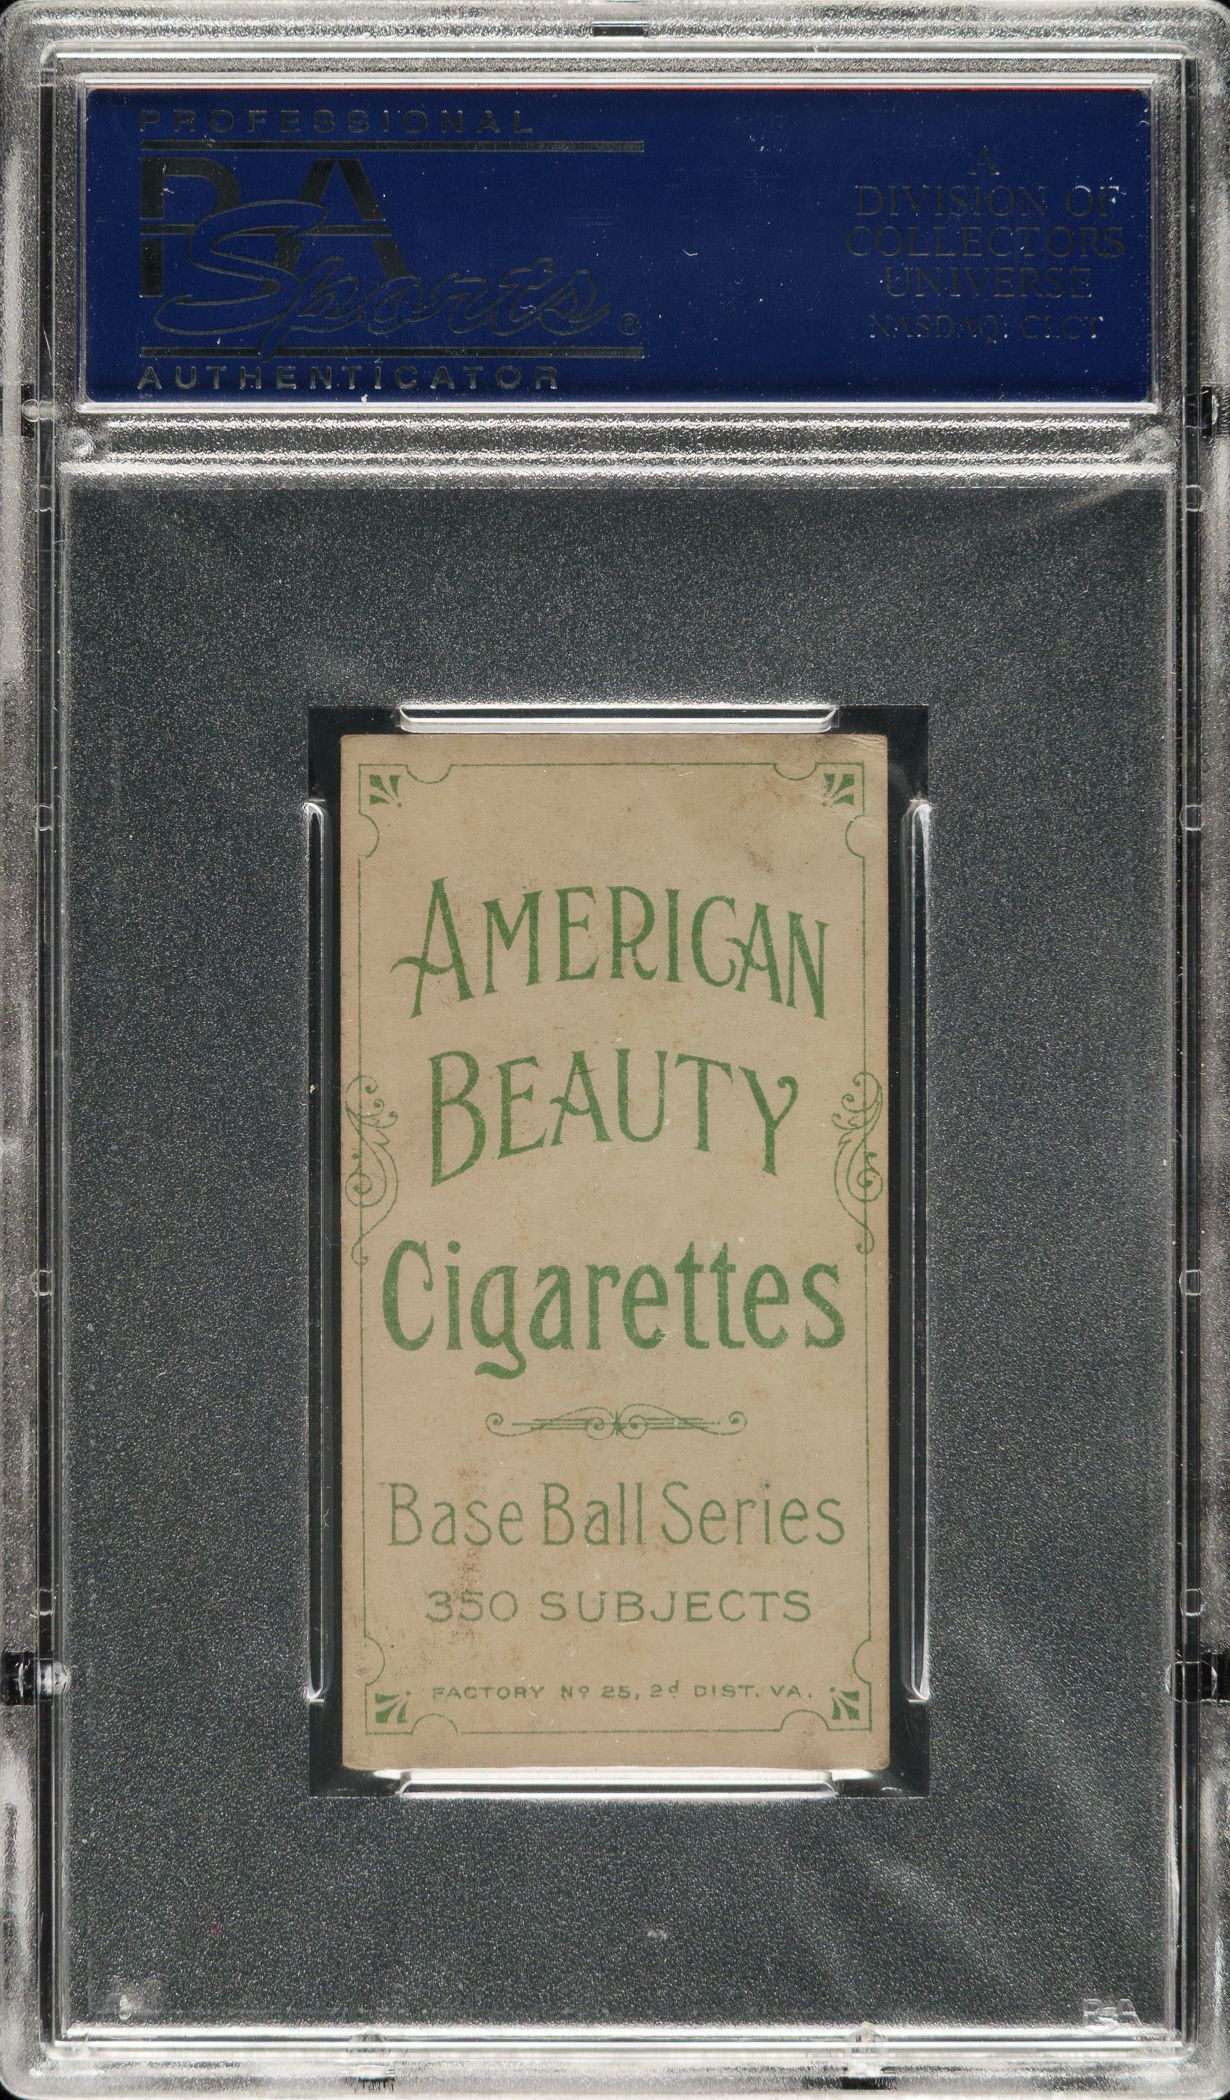 PROFESSIONAL
PSA
Sports®
AUTHENTICATOR
A
DIVISION OF
COLLECTORS
UNIVERSE
NASDAQ: CLCT
AMERICAN
BEAUTY
Cigarettes
Base Ball Series
350 SUBJECTS
FACTORY Nº 25, 2d DIST. VA.
PSA